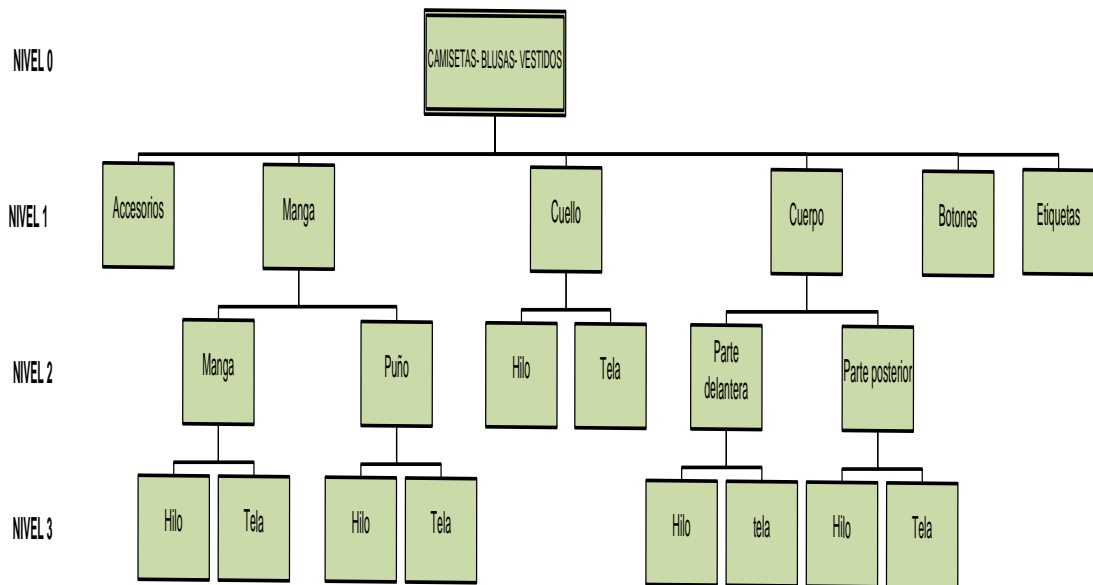 NIVEL 0
CAMISETAS- BLUSAS- VESTIDOS
NIVEL 1
Accesorios
Manga
Cuello
Cuerpo
Botones
Etiquetas
NIVEL 2
Manga
Puño
Hilo
Tela
Parte
delantera
Parte posterior
NIVEL 3
Hilo
Tela
Hilo
Tela
Hilo
tela
Hilo
Tela